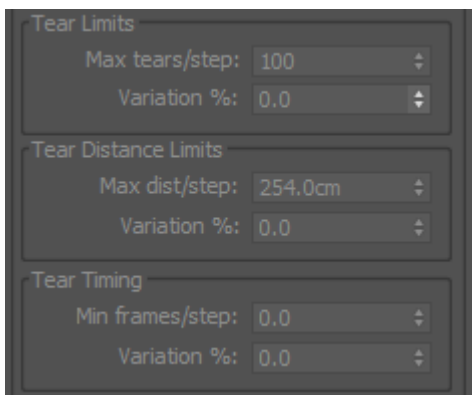 Tear Limits
Max tears/step: 100
Variation %: 0.0
Tear Distance Limits
Max dist/step: 254.0cm
Variation %: 0.0
Tear Timing
Min frames/step: 0.0
Variation %: 0.0